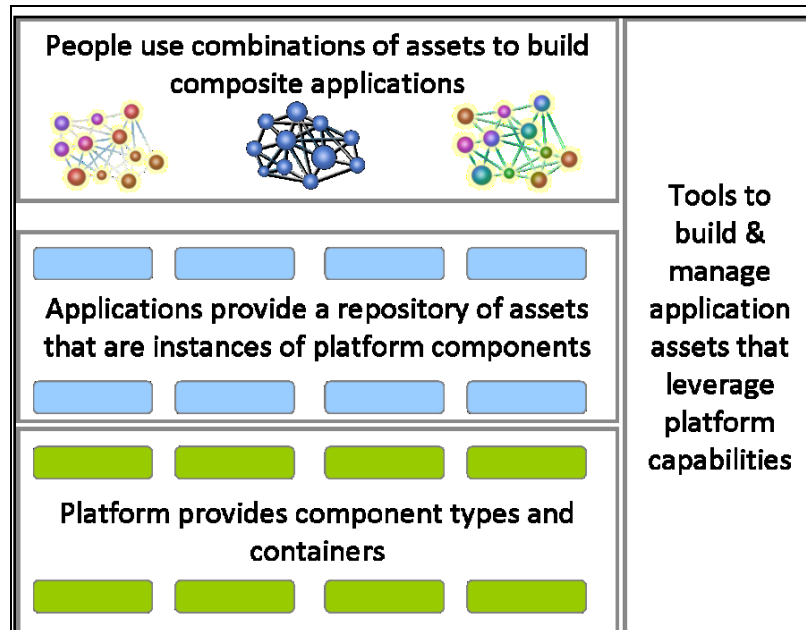 People use combinations of assets to build
composite applications
Applications provide a repository of assets
that are instances of platform components
Platform provides component types and
containers
Tools to
build &
manage
application
assets that
leverage
platform
capabilities